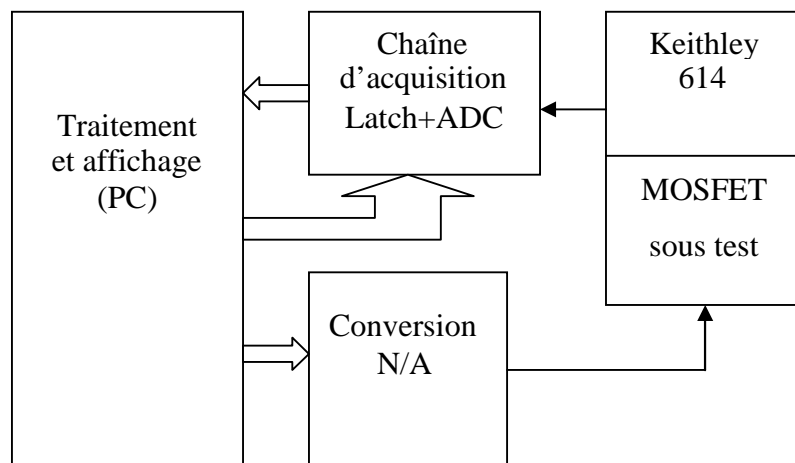 Traitement
et affichage
(PC)
Chaîne
d’acquisition
Latch+ADC
Keithley
614
MOSFET
sous test
Conversion
N/A